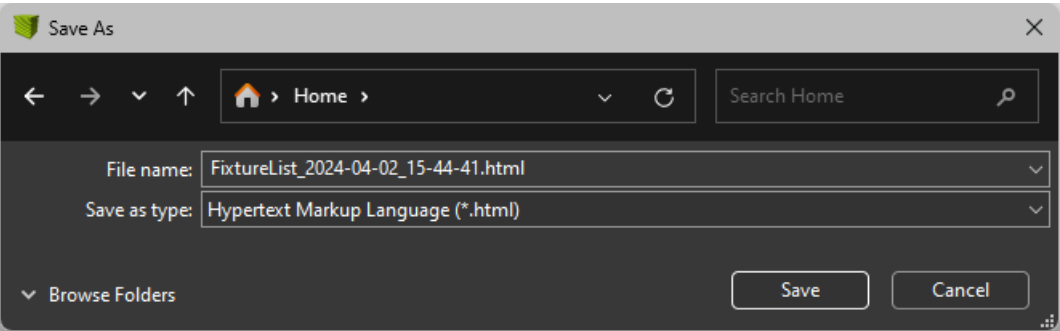 Save As
Home
Search Home
File name: FixtureList_2024-04-02_15-44-41.html
Save as type: Hypertext Markup Language (*.html)
Browse Folders
Save
Cancel